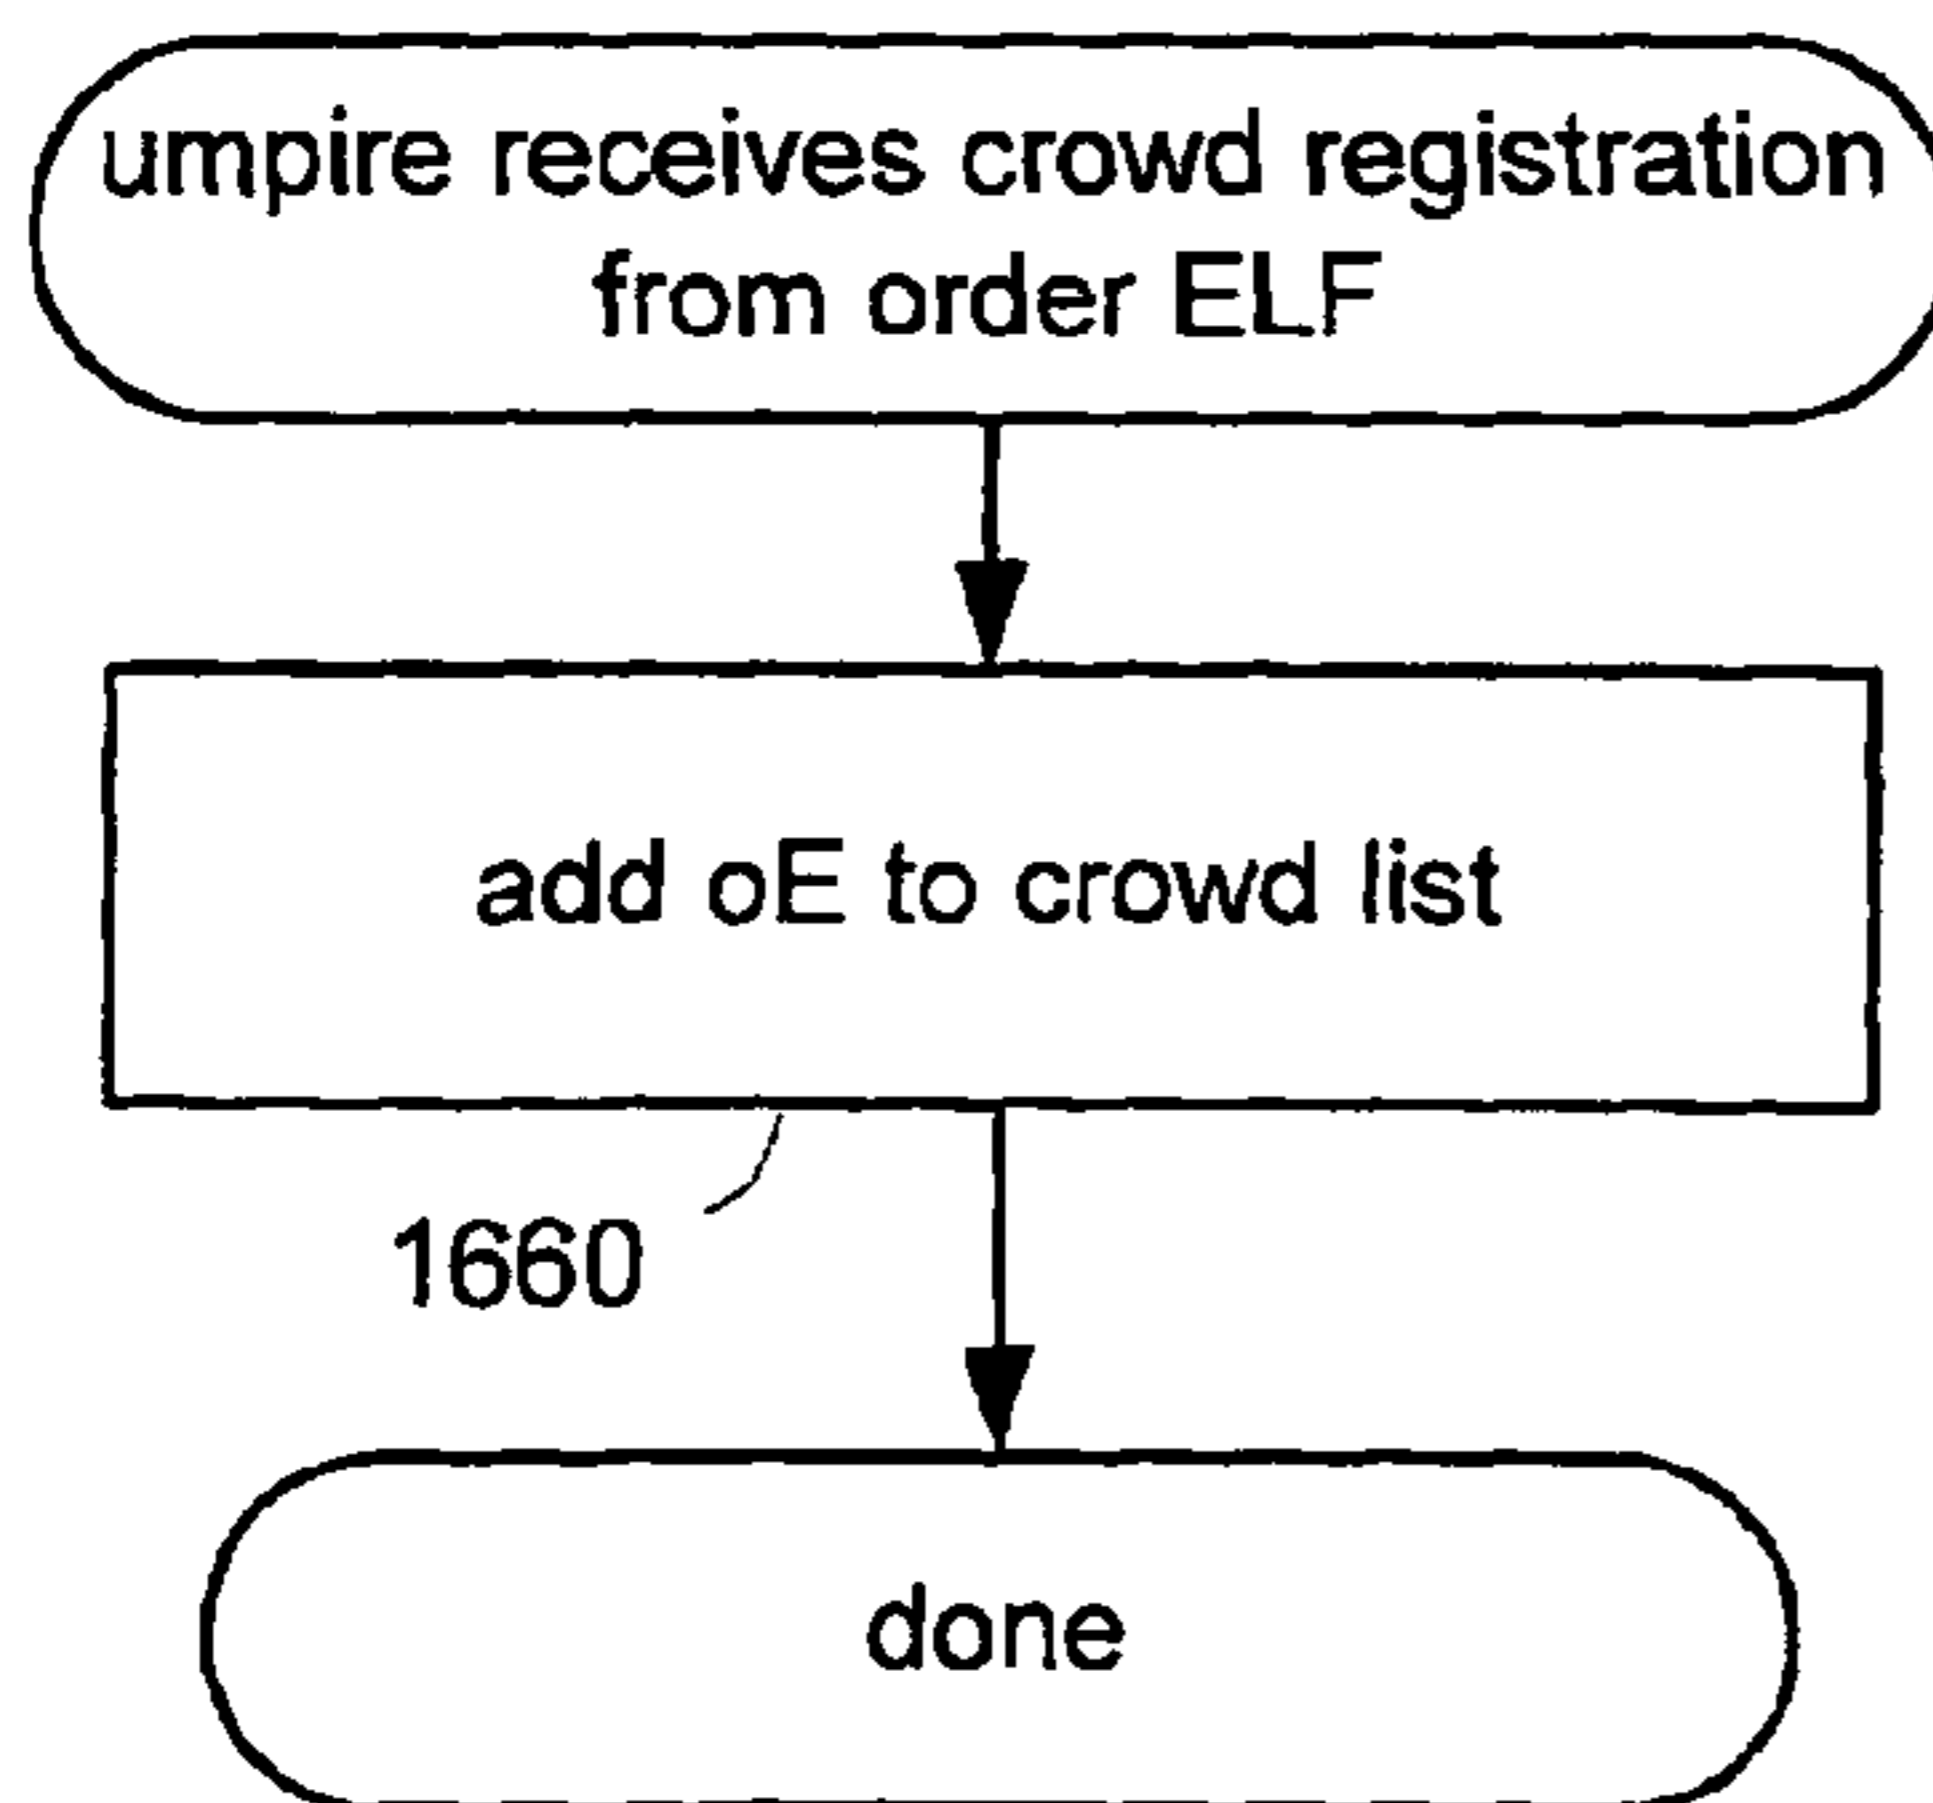 umpire receives crowd registration
from order ELF
add oE to crowd list
1660
done